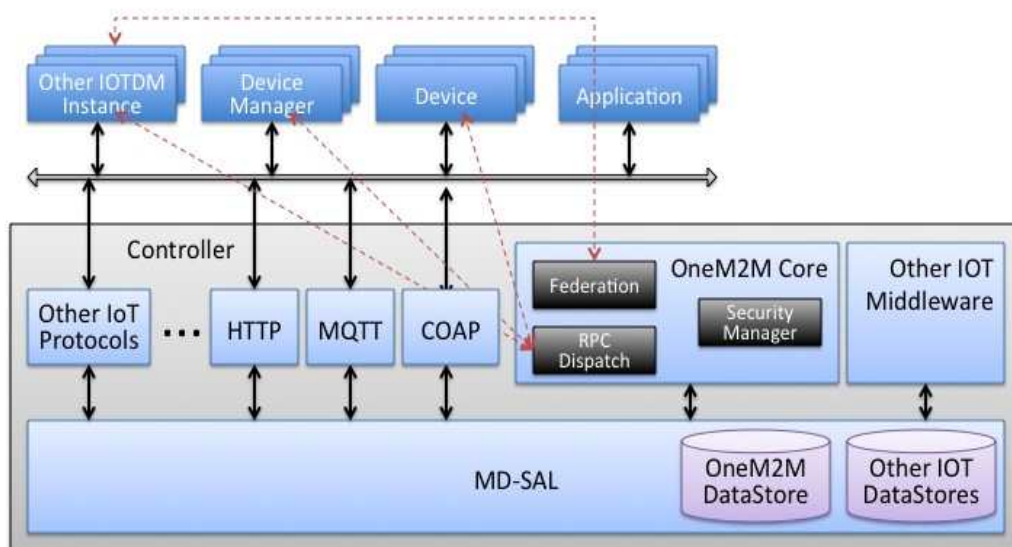 Other IOTDM
Instance
Device
Manager
Device
Application
Controller
Other IoT
Protocols
...
HTTP
MQTT
COAP
Federation
RPC
Dispatch
OneM2M Core
Security
Manager
Other IOT
Middleware
MD-SAL
OneM2M
DataStore
Other IOT
DataStores